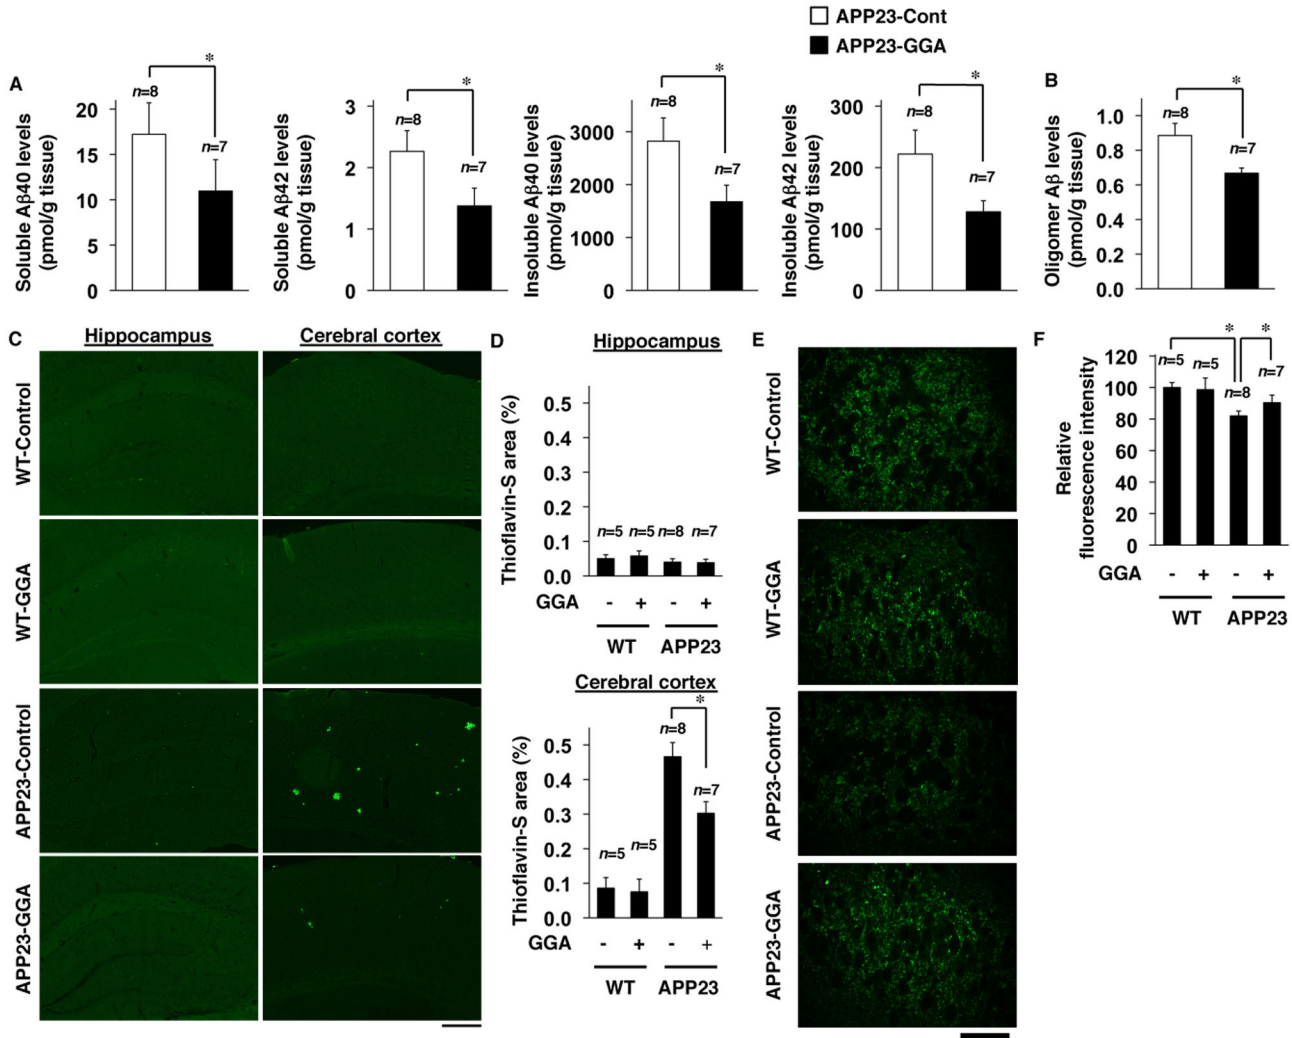 APP23-Cont
APP23-GGA
A
Soluble Aβ40 levels
(pmol/g tissue)
20
15
10
5
0
n=8
n=7
*
Soluble Aβ42 levels
(pmol/g tissue)
3
2
1
0
n=8
n=7
*
Insoluble Aβ40 levels
(pmol/g tissue)
3000
2000
1000
0
n=8
n=7
*
Insoluble Aβ42 levels
(pmol/g tissue)
300
200
100
0
n=8
n=7
*
B
Oligomer Aβ levels
(pmol/g tissue)
1.0
0.8
0.6
0.4
0.2
0.0
n=8
n=7
*
C
Hippocampus
Cerebral cortex
WT-Control
WT-GGA
APP23-Control
APP23-GGA
D
Hippocampus
Thioflavin-S area (%)
0.5
0.4
0.3
0.2
0.1
0.0
n=5 n=5 n=8 n=7
GGA - + - +
WT APP23
Cerebral cortex
Thioflavin-S area (%)
0.5
0.4
0.3
0.2
0.1
0.0
*
n=8
n=7
n=5 n=5
GGA - + - +
WT APP23
E
WT-Control
WT-GGA
APP23-Control
APP23-GGA
F
Relative
fluorescence intensity
120
100
80
60
40
20
0
* *
n=5 n=5 n=8 n=7
GGA - + - +
WT APP23